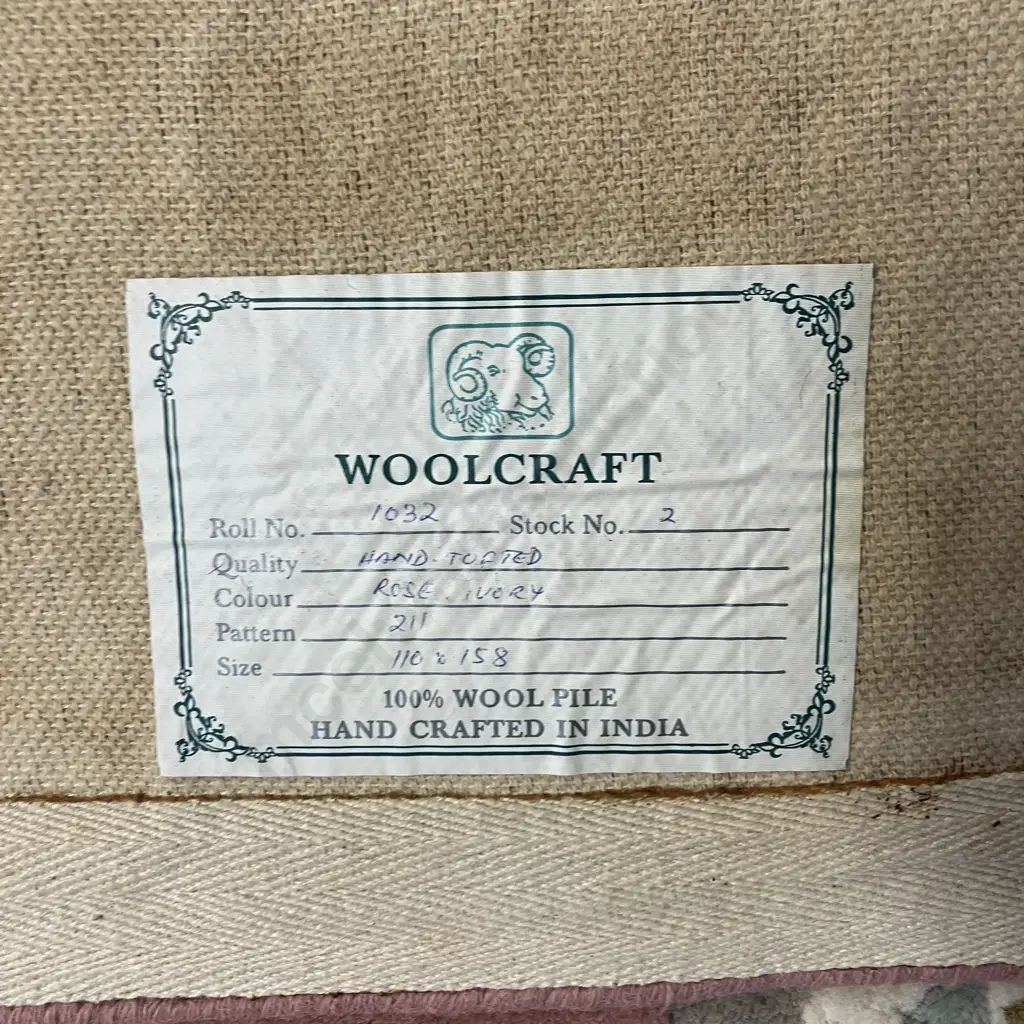 WOOLCRAFT
Roll No. 1032 Stock No. 2
Quality HAND-TUFTED
Colour ROSE. IVORY
Pattern 211
Size 110 x 158
100% WOOL PILE
HAND CRAFTED IN INDIA